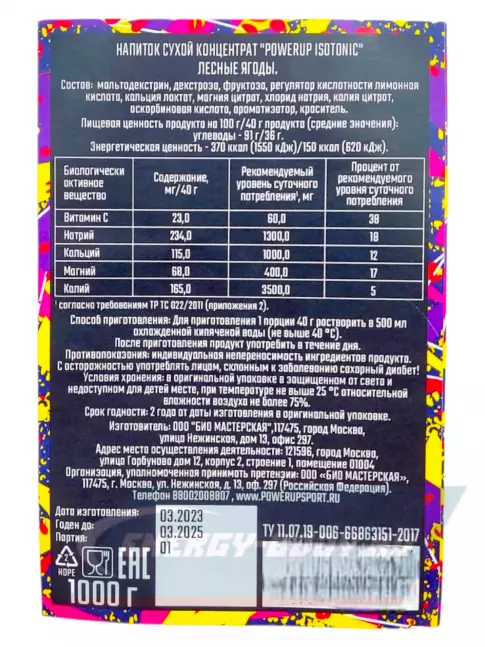 НАПИТОК СУХОЙ КОНЦЕНТРАТ "POWERUP ISOTONIC"
ЛЕСНЫЕ ЯГОДЫ.
Состав: мальтодекстрин, декстроза, фруктоза, регулятор кислотности лимонная
кислота, кальция лактат, магния цитрат, хлорид натрия, калия цитрат,
аскорбиновая кислота, ароматизатор, краситель.
Пищевая ценность продукта на 100 г/40 г продукта (средние значения):
углеводы - 91 г/36 г.
Энергетическая ценность - 370 ккал (1550 кДж)/150 ккал (620 кДж).
Биологически активное вещество | Содержание, мг/40 г | Рекомендуемый уровень суточного потребления¹, мг | Процент от рекомендуемого уровня суточного потребления
Витамин С | 23,0 | 60,0 | 38
Натрий | 234,0 | 1300,0 | 18
Кальций | 115,0 | 1000,0 | 12
Магний | 68,0 | 400,0 | 17
Калий | 165,0 | 3500,0 | 5
¹ согласно требованиям ТР ТС 022/2011 (приложения 2).
Способ приготовления: Для приготовления 1 порции 40 г растворить в 500 мл
охлажденной кипяченой воды (не выше 40 °С).
После приготовления продукт употребить в течение дня.
Противопоказания: индивидуальная непереносимость ингредиентов продукта.
С осторожностью употреблять лицам, склонным к заболеванию сахарный диабет!
Условия хранения: в оригинальной упаковке в защищенном от света и
недоступном для детей месте, при температуре не выше 25 °С относительной
влажности воздуха не более 75%.
Срок годности: 2 года от даты изготовления в оригинальной упаковке.
Изготовитель: ООО "БИО МАСТЕРСКАЯ",117475, город Москва,
улица Нежинская, дом 13, офис 297.
Адрес места осуществления деятельности: 121596, город Москва,
улица Горбунова дом 12, корпус 2, строение 1, помещение 01004
Организация, уполномоченная принимать претензии: ООО «БИО МАСТЕРСКАЯ»,
117475, г. Москва, ул. Нежинская, д. 13, оф. 297 (Российская Федерация).
Телефон 88002008807 ,WWW.POWERUPSPORT.RU
Дата изготовления: 03.2023
Годен до: 03.2025
Партия: 01
ТУ 11.07.19-006-66863151-2017
ENERGY-BODY.RU
2
НДРЕ
EAC
1000 г